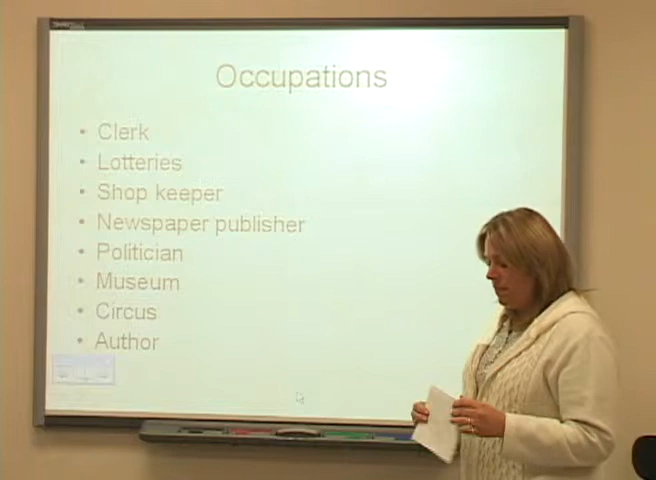 Occupations
• Clerk
• Lotteries
• Shop keeper
• Newspaper publisher
• Politician
• Museum
• Circus
• Author